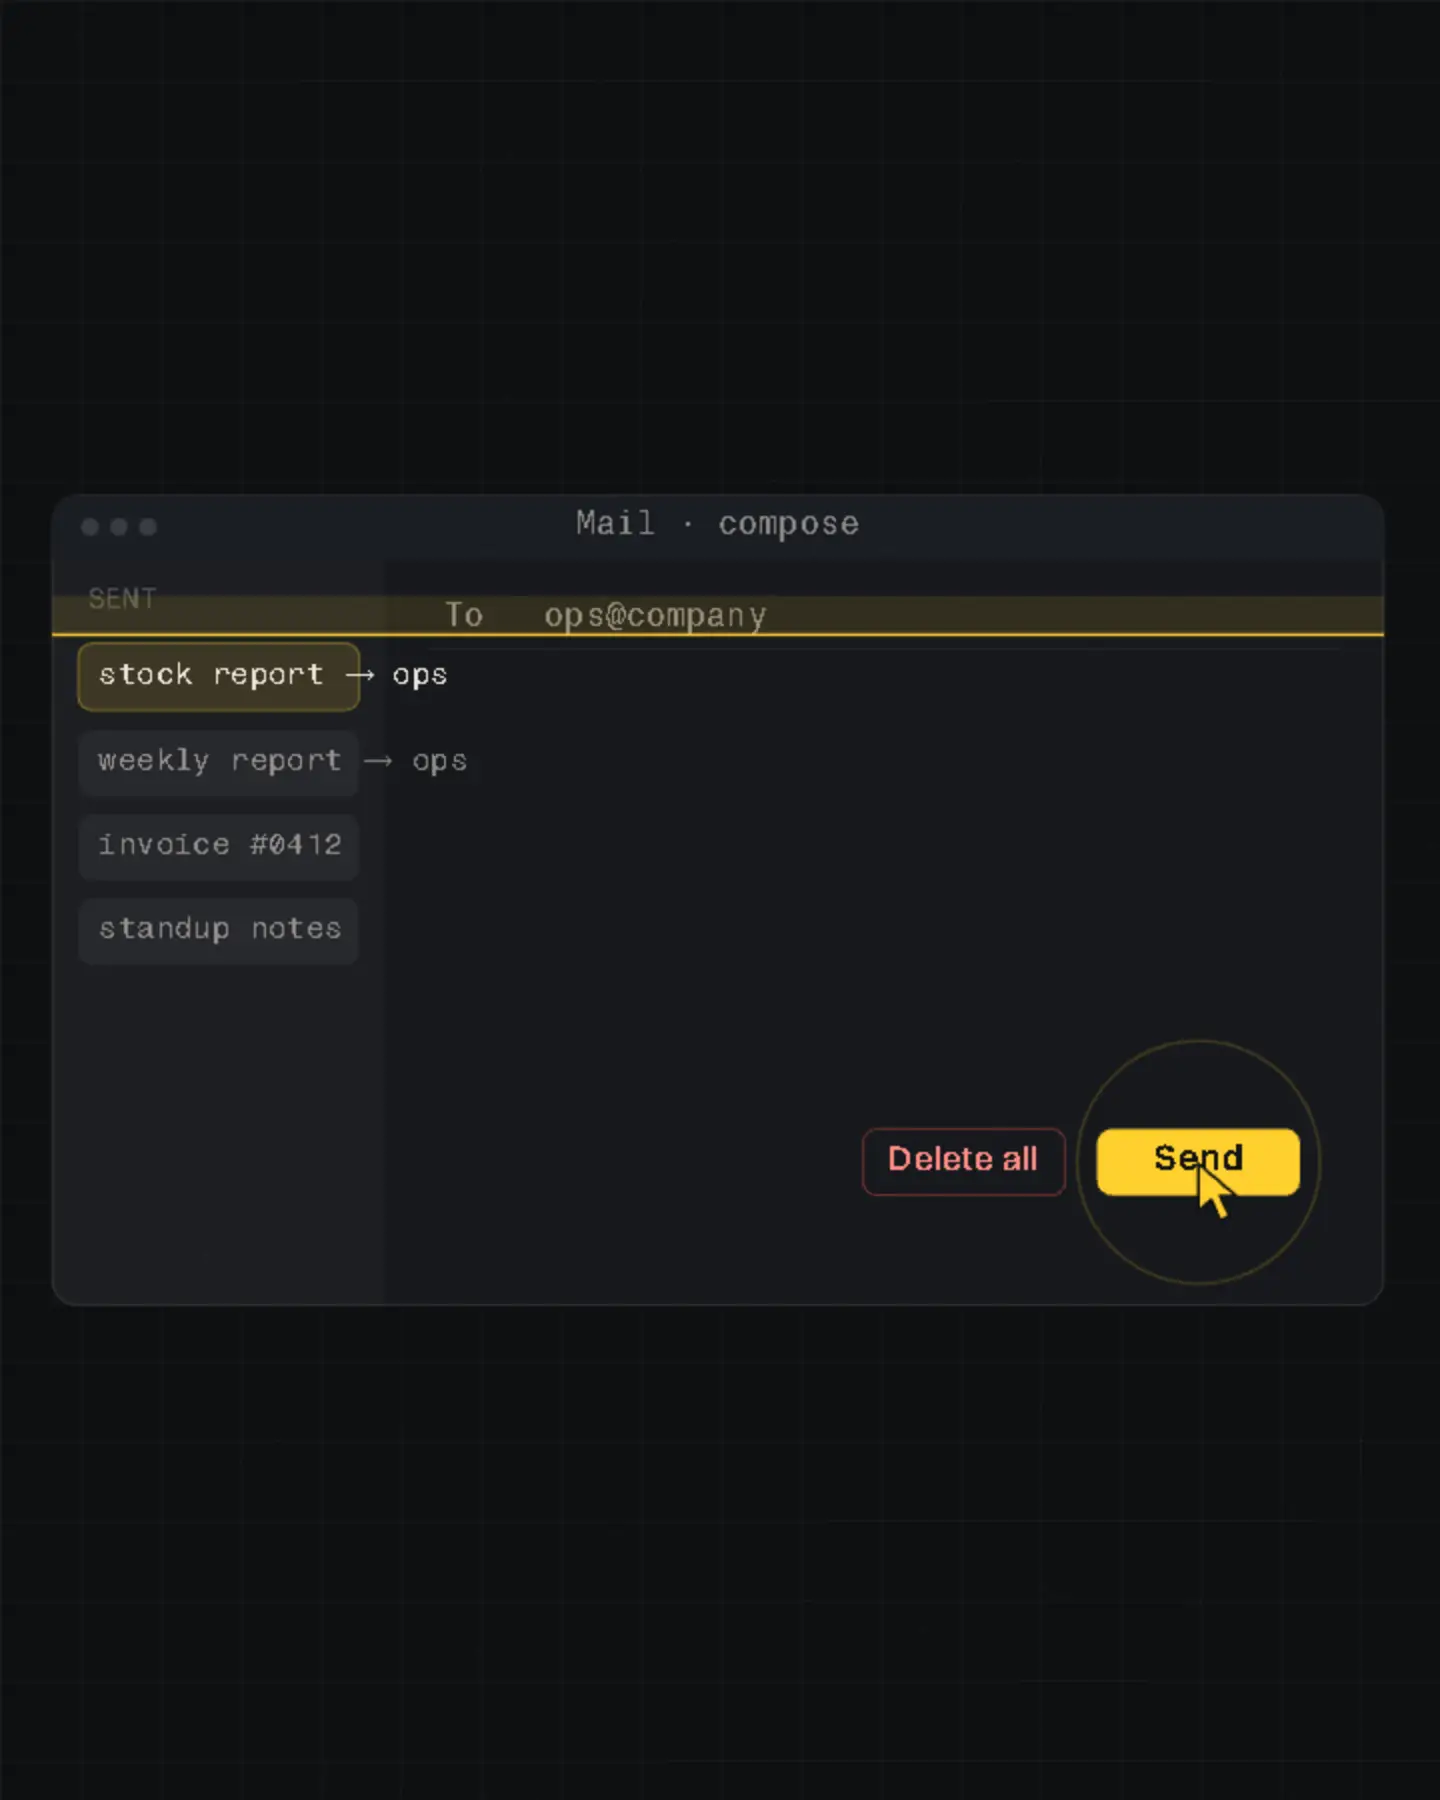 Mail · compose
SENT
To ops@company
stock report → ops
weekly report → ops
invoice #0412
standup notes
Delete all
Send